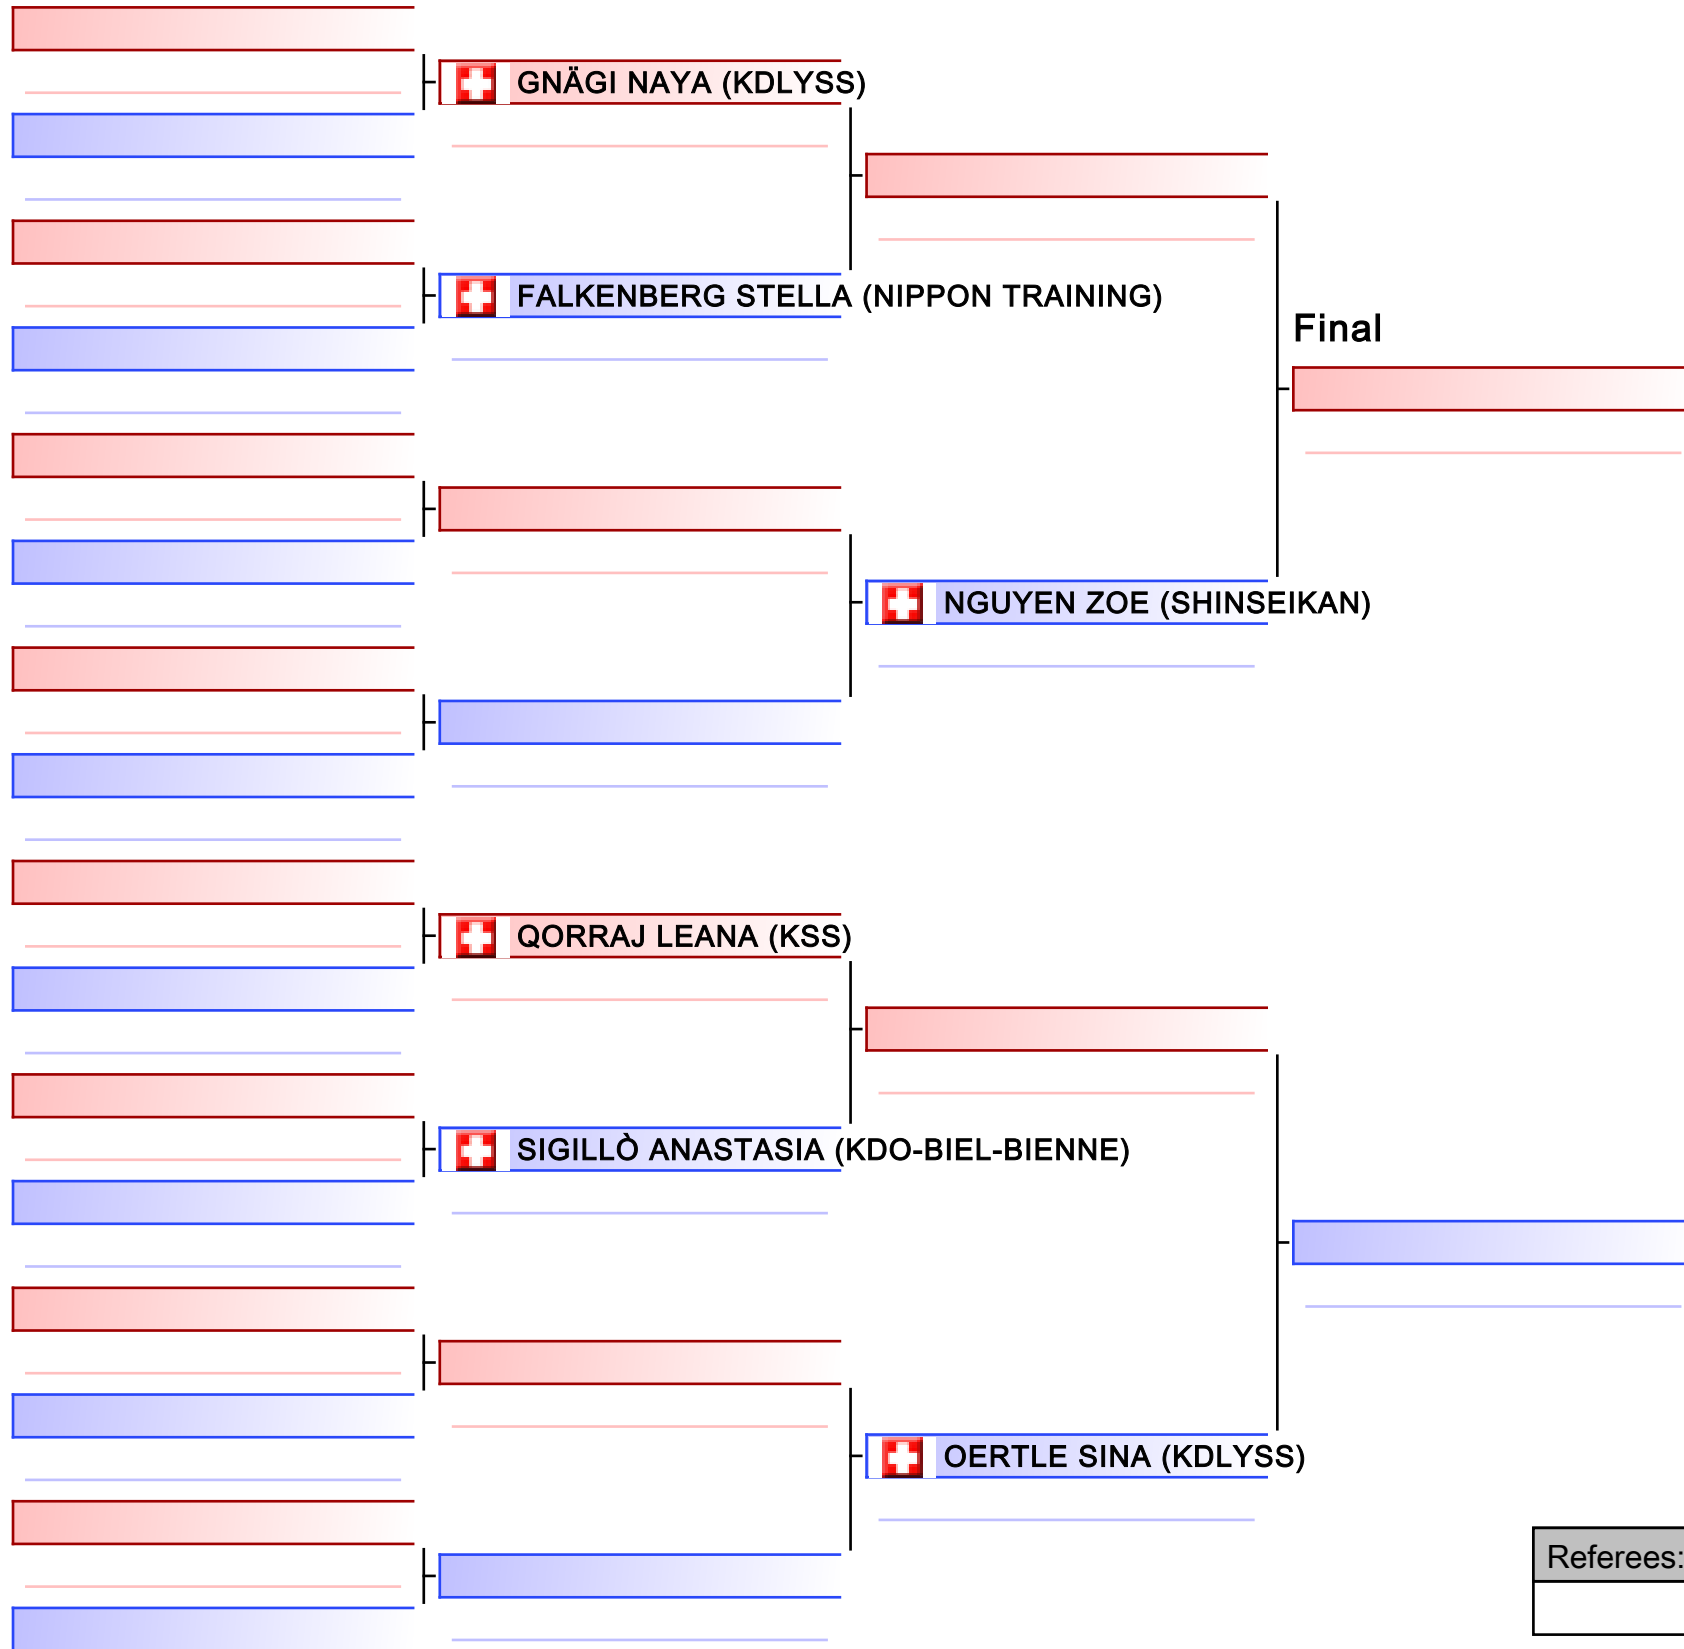 GNÄGI NAYA (KDLYSS)
FALKENBERG STELLA (NIPPON TRAINING)
Final
NGUYEN ZOE (SHINSEIKAN)
QORRAJ LEANA (KSS)
SIGILLÒ ANASTASIA (KDO-BIEL-BIENNE)
OERTLE SINA (KDLYSS)
Referees: